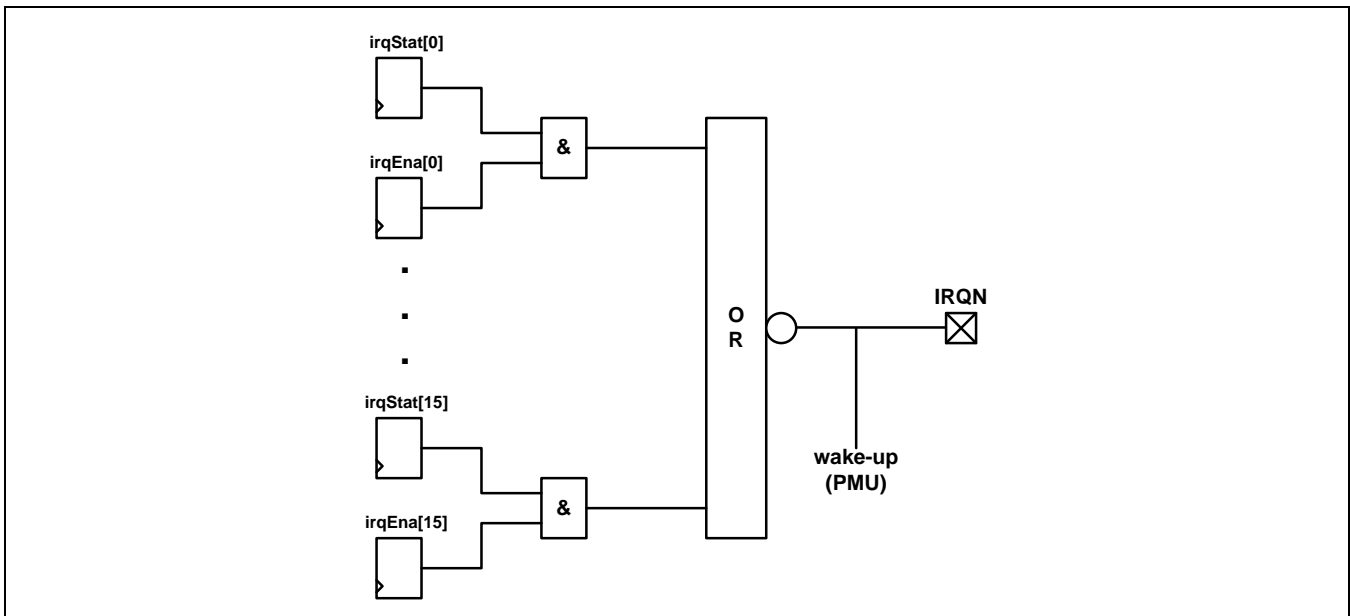 irqStat[0]
&
irqEna[0]
.
.
.
O
R
IRQN
irqStat[15]
wake-up
(PMU)
&
irqEna[15]